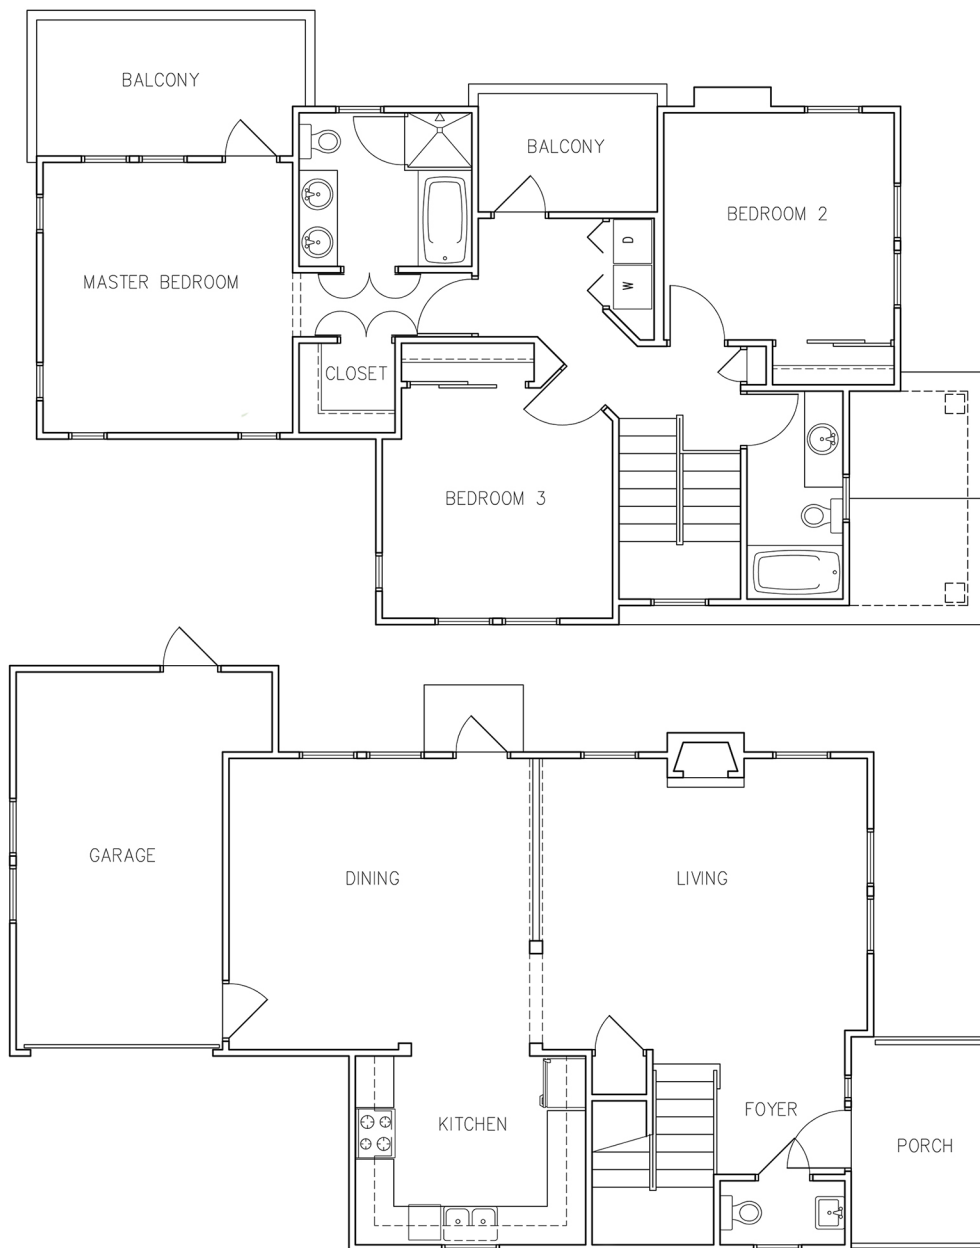 BALCONY
BALCONY
BEDROOM 2
D
MASTER BEDROOM
W
CLOSET
BEDROOM 3
GARAGE
DINING
LIVING
FOYER
KITCHEN
PORCH